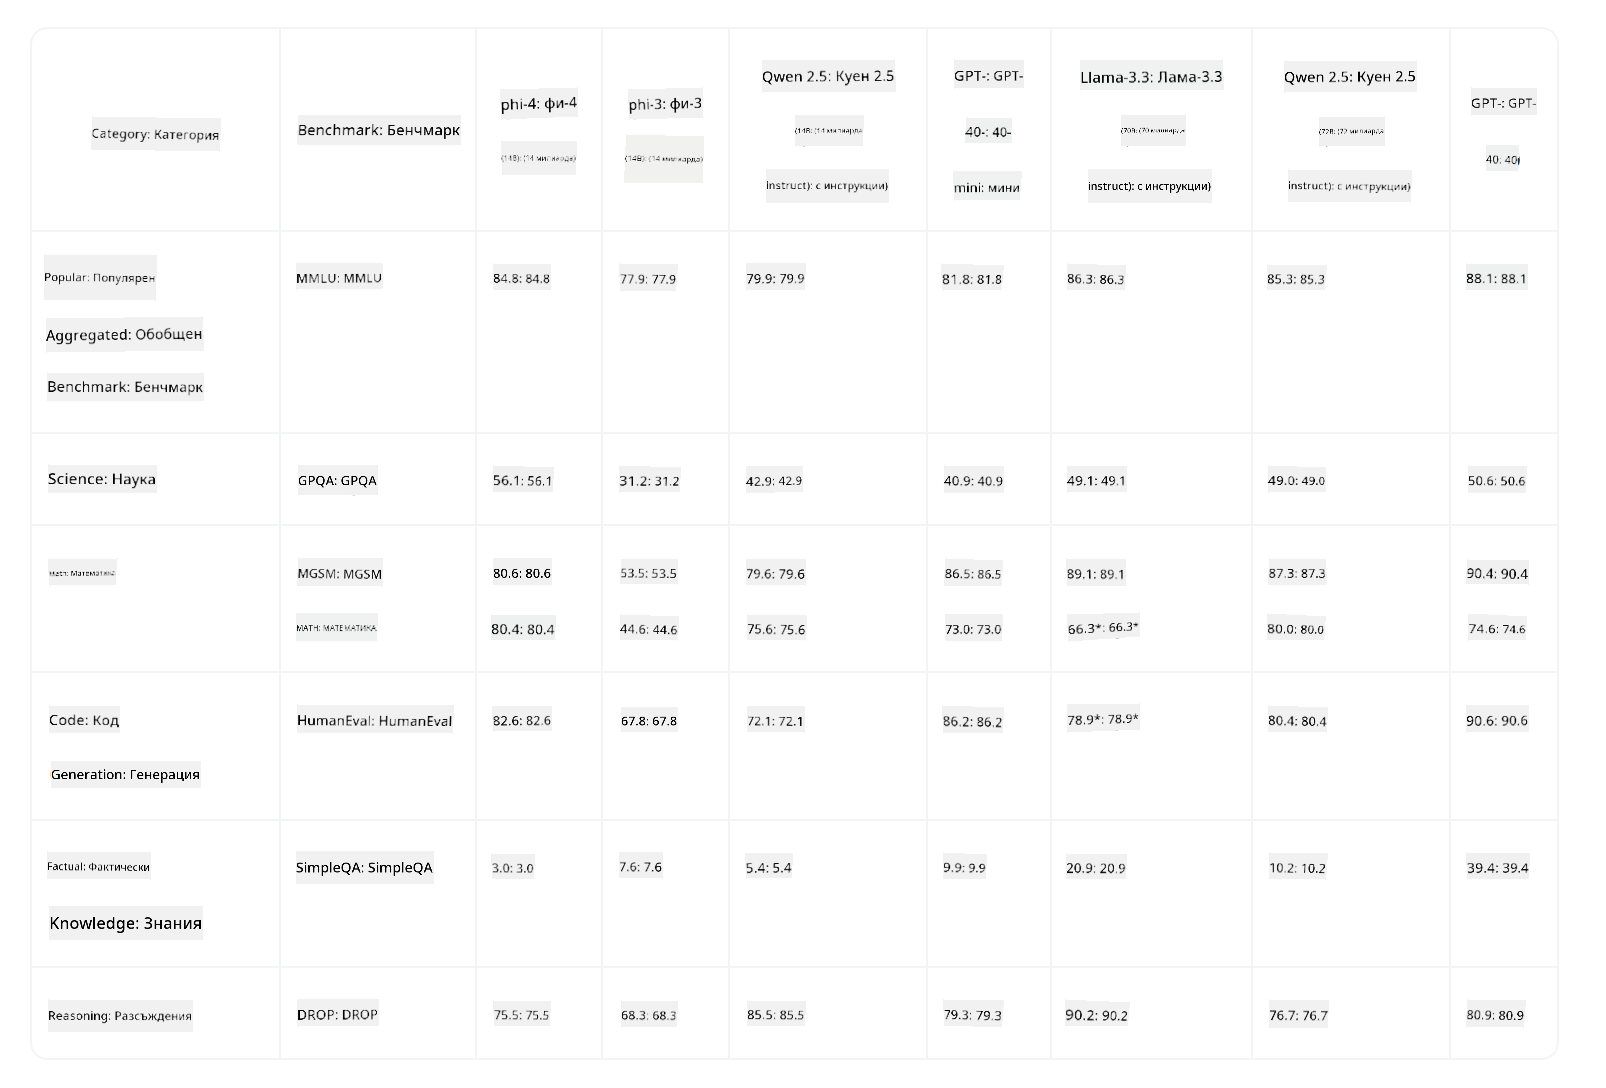 Category: Категория
Benchmark: Бенчмарк
phi-4: фи-4
(14B): (14 милиарда)
phi-3: фи-3
(14B): (14 милиарда)
Qwen 2.5: Куен 2.5
(14B: (14 милиарда
instruct): с инструкции)
GPT-: GPT-
40-: 40-
mini: мини
Llama-3.3: Лама-3.3
(70B: (70 милиарда
instruct): с инструкции)
Qwen 2.5: Куен 2.5
(72B: (72 милиарда
instruct): с инструкции)
GPT-: GPT-
40: 40
Popular: Популярен
Aggregated: Обобщен
Benchmark: Бенчмарк
MMLU: MMLU
84.8: 84.8
77.9: 77.9
79.9: 79.9
81.8: 81.8
86.3: 86.3
85.3: 85.3
88.1: 88.1
Science: Наука
GPQA: GPQA
56.1: 56.1
31.2: 31.2
42.9: 42.9
40.9: 40.9
49.1: 49.1
49.0: 49.0
50.6: 50.6
Math: Математика
MGSM: MGSM
80.6: 80.6
53.5: 53.5
79.6: 79.6
86.5: 86.5
89.1: 89.1
87.3: 87.3
90.4: 90.4
MATH: МАТЕМАТИКА
80.4: 80.4
44.6: 44.6
75.6: 75.6
73.0: 73.0
66.3*: 66.3*
80.0: 80.0
74.6: 74.6
Code: Код
Generation: Генерация
HumanEval: HumanEval
82.6: 82.6
67.8: 67.8
72.1: 72.1
86.2: 86.2
78.9*: 78.9*
80.4: 80.4
90.6: 90.6
Factual: Фактически
Knowledge: Знания
SimpleQA: SimpleQA
3.0: 3.0
7.6: 7.6
5.4: 5.4
9.9: 9.9
20.9: 20.9
10.2: 10.2
39.4: 39.4
Reasoning: Разсъждения
DROP: DROP
75.5: 75.5
68.3: 68.3
85.5: 85.5
79.3: 79.3
90.2: 90.2
76.7: 76.7
80.9: 80.9